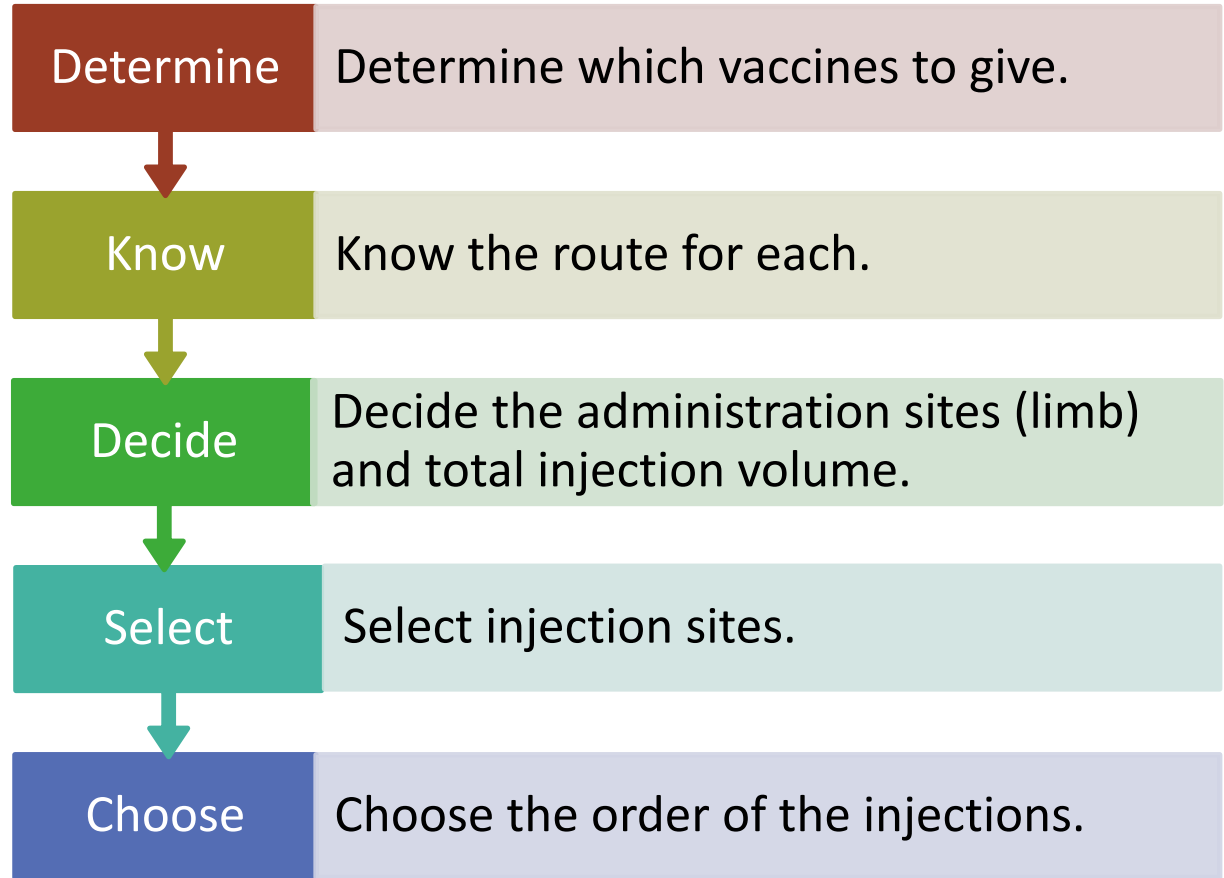 Determine
Determine which vaccines to give.
Know
Know the route for each.
Decide
Decide the administration sites (limb)
and total injection volume.
Select
Select injection sites.
Choose
Choose the order of the injections.